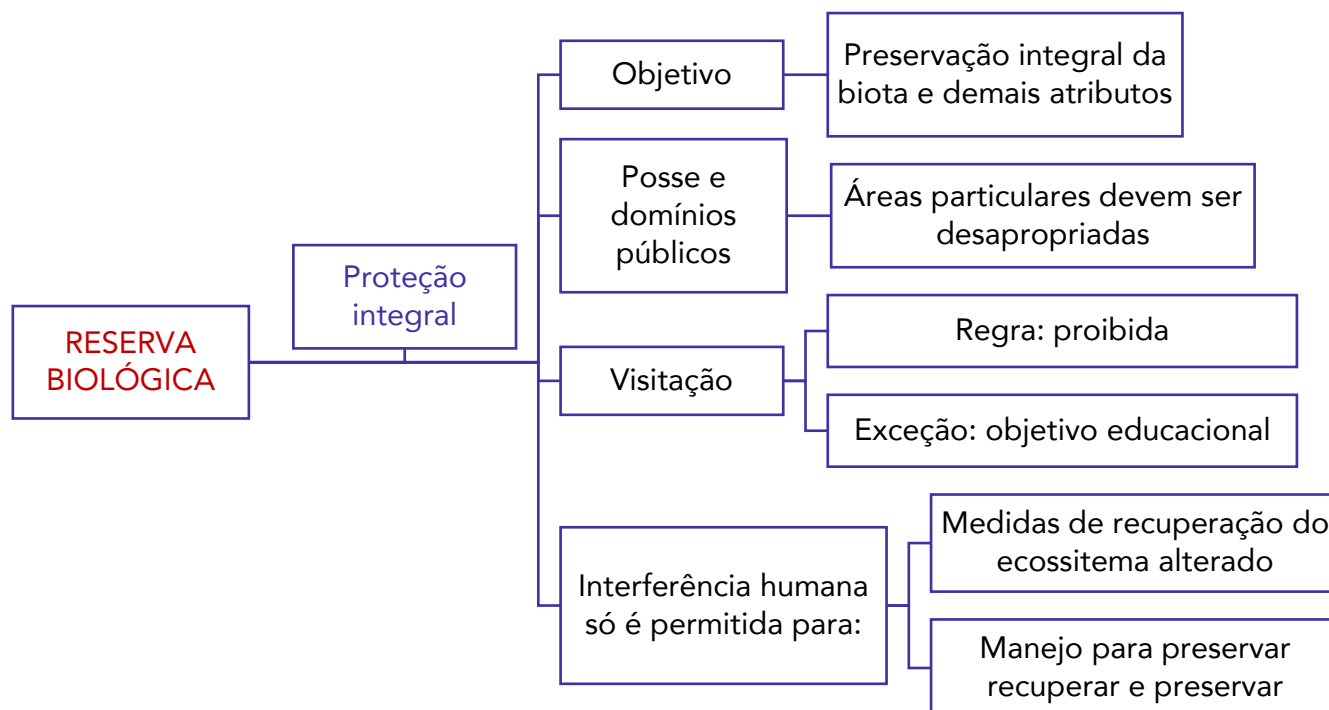 RESERVA
BIOLÓGICA
Proteção
integral
Objetivo
Preservação integral da
biota e demais atributos
Posse e
domínios
públicos
Áreas particulares devem ser
desapropriadas
Visitação
Regra: proibida
Exceção: objetivo educacional
Interferência humana
só é permitida para:
Medidas de recuperação do
ecossitema alterado
Manejo para preservar
recuperar e preservar